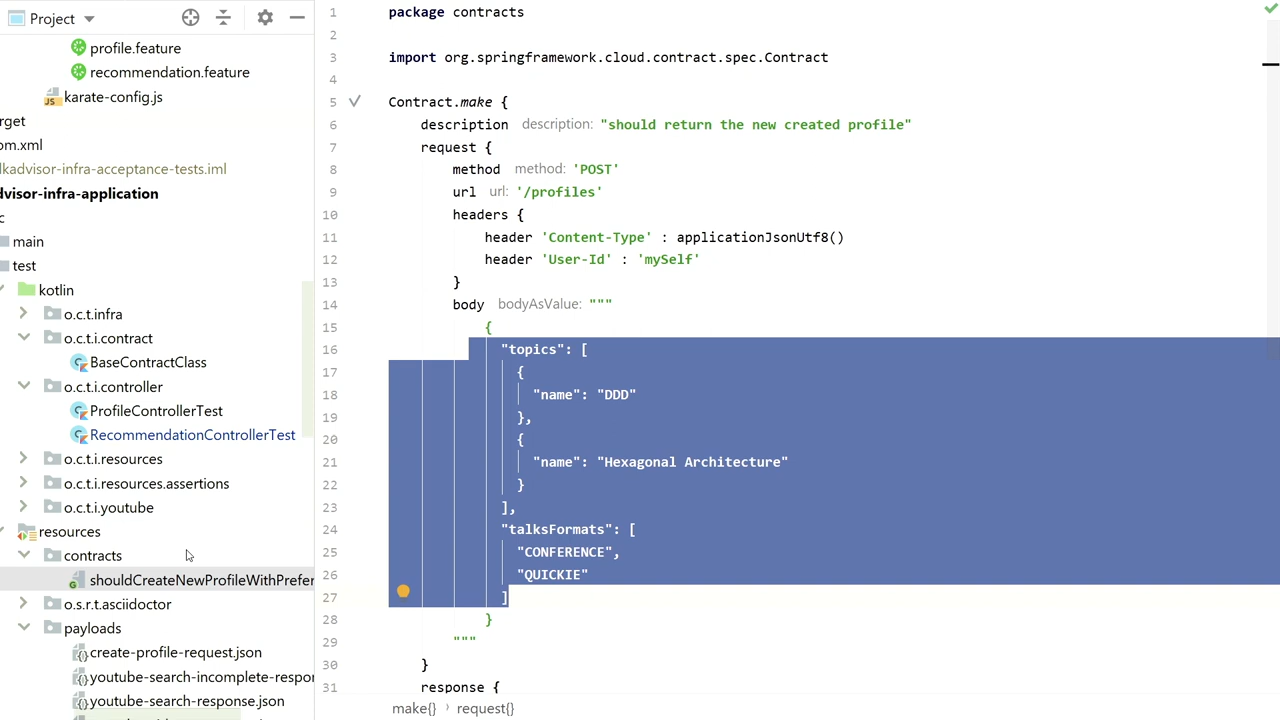 Project
profile.feature
recommendation.feature
karate-config.js
rget
om.xml
lkadvisor-infra-acceptance-tests.iml
dvisor-infra-application
c
main
test
kotlin
o.c.t.infra
o.c.t.i.contract
BaseContractClass
o.c.t.i.controller
ProfileControllerTest
RecommendationControllerTest
o.c.t.i.resources
o.c.t.i.resources.assertions
o.c.t.i.youtube
resources
contracts
shouldCreateNewProfileWithPrefer
o.s.r.t.asciidoctor
payloads
create-profile-request.json
youtube-search-incomplete-respor
youtube-search-response.json
1 package contracts
2
3 import org.springframework.cloud.contract.spec.Contract
4
5 Contract.make {
6 description description: "should return the new created profile"
7 request {
8 method method: 'POST'
9 url url: '/profiles'
10 headers {
11 header 'Content-Type' : applicationJsonUtf8()
12 header 'User-Id' : 'mySelf'
13 }
14 body bodyAsValue: """
15 {
16 "topics": [
17 {
18 "name": "DDD"
19 },
20 {
21 "name": "Hexagonal Architecture"
22 }
23 ],
24 "talksFormats": [
25 "CONFERENCE",
26 "QUICKIE"
27 ]
28 }
29 """
30 }
31 response {
make{} › request{}